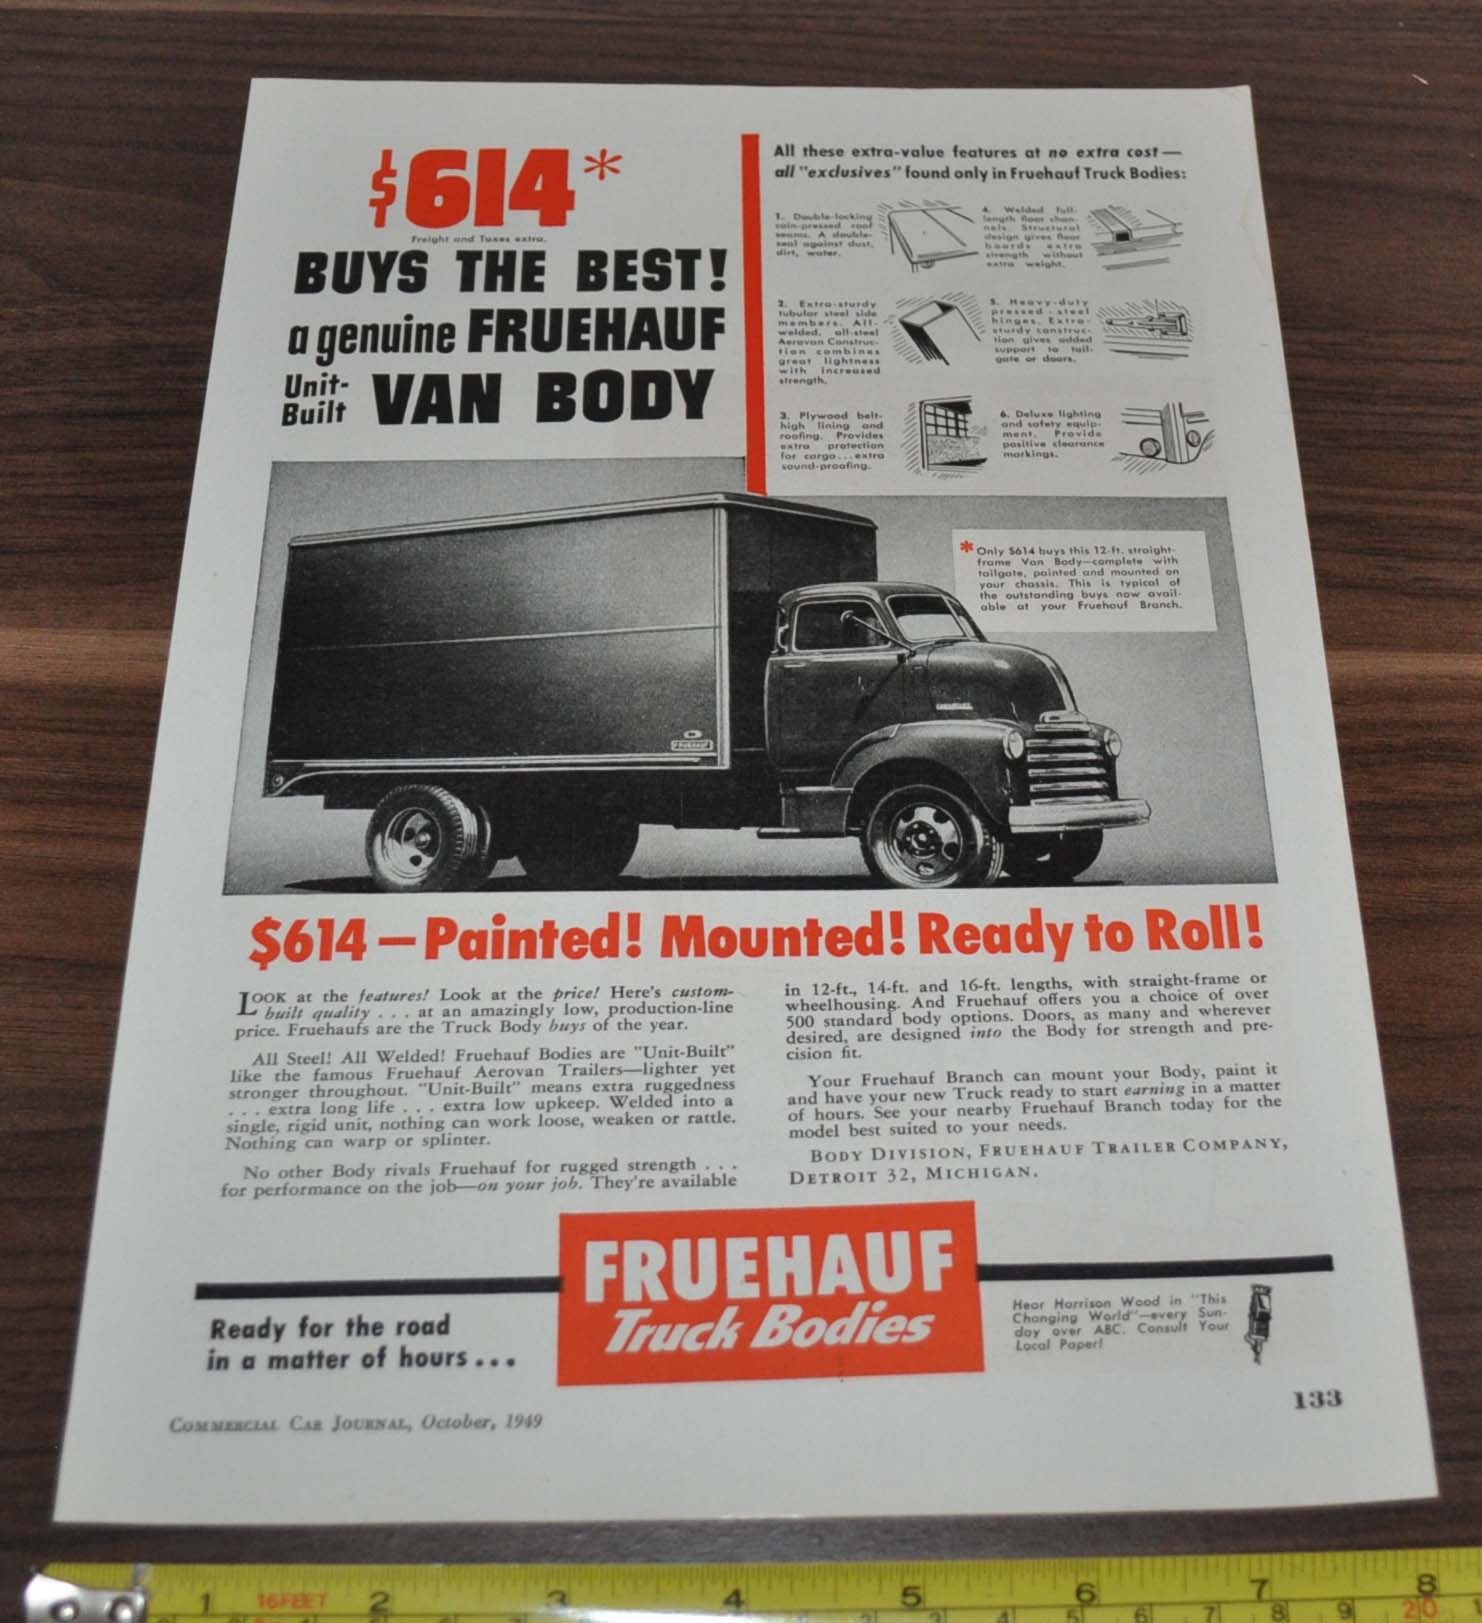 $614*
Freight and Taxes extra.
BUYS THE BEST!
a genuine FRUEHAUF
Unit-
Built VAN BODY
All these extra-value features at no extra cost—
all "exclusives" found only in Fruehauf Truck Bodies:
1. Double-locking
coin-pressed roof
seams. A double-
seal against dust,
dirt, water.
2. Extra-sturdy
tubular steel side
members. All-
welded, all-steel
Aerovan Construc-
tion combines
great lightness
with increased
strength.
3. Plywood belt-
high lining and
roofing. Provides
extra protection
for cargo...extra
sound-proofing.
4. Welded full-
length floor chan-
nels. Structural
design gives floor
boards extra
strength without
extra weight.
5. Heavy-duty
pressed-steel
hinges. Extra-
sturdy construc-
tion gives added
support to tail-
gate or doors.
6. Deluxe lighting
and safety equip-
ment. Provide
positive clearance
markings.
*Only $614 buys this 12-ft. straight-
frame Van Body—complete with
tailgate, painted and mounted on
your chassis. This is typical of
the outstanding buys now avail-
able at your Fruehauf Branch.
CHEVROLET
FRUEHAUF
$614—Painted! Mounted! Ready to Roll!
LOOK at the features! Look at the price! Here's custom-
built quality . . . at an amazingly low, production-line
price. Fruehaufs are the Truck Body buys of the year.
All Steel! All Welded! Fruehauf Bodies are "Unit-Built"
like the famous Fruehauf Aerovan Trailers—lighter yet
stronger throughout. "Unit-Built" means extra ruggedness
. . . extra long life . . . extra low upkeep. Welded into a
single, rigid unit, nothing can work loose, weaken or rattle.
Nothing can warp or splinter.
No other Body rivals Fruehauf for rugged strength . . .
for performance on the job—on your job. They're available
in 12-ft., 14-ft. and 16-ft. lengths, with straight-frame or
wheelhousing. And Fruehauf offers you a choice of over
500 standard body options. Doors, as many and wherever
desired, are designed into the Body for strength and pre-
cision fit.
Your Fruehauf Branch can mount your Body, paint it
and have your new Truck ready to start earning in a matter
of hours. See your nearby Fruehauf Branch today for the
model best suited to your needs.
BODY DIVISION, FRUEHAUF TRAILER COMPANY,
DETROIT 32, MICHIGAN.
Ready for the road
in a matter of hours...
FRUEHAUF
Truck Bodies
Hear Harrison Wood in "This
Changing World"—every Sun-
day over ABC. Consult Your
Local Paper!
COMMERCIAL CAR JOURNAL, October, 1949
133
1 16FEET 2 3 4 5 6 7 8
3 4 5 6 7 8 9 20